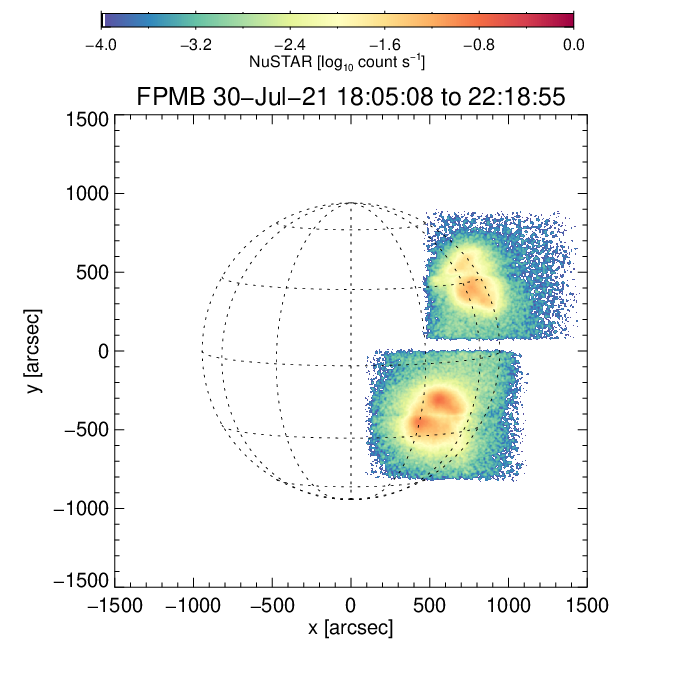 −4.0 −3.2 −2.4 −1.6 −0.8 0.0
NuSTAR [log₁₀ count s⁻¹]
FPMB 30−Jul−21 18:05:08 to 22:18:55
1500
1000
500
0
−500
−1000
−1500
y [arcsec]
−1500 −1000 −500 0 500 1000 1500
x [arcsec]